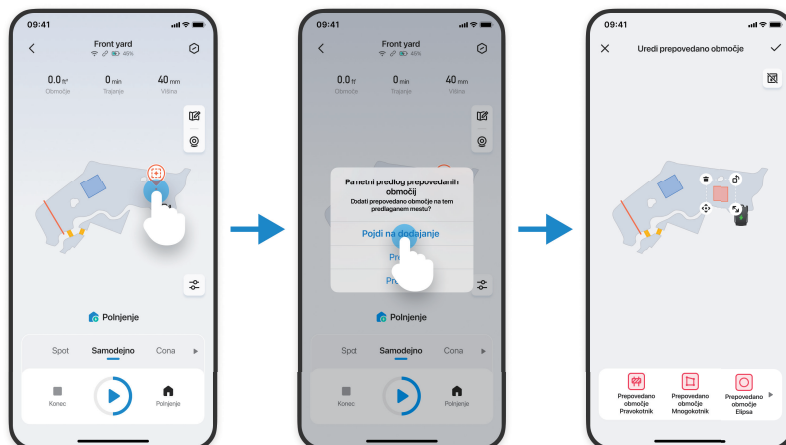 09:41
Front yard
45%
0.0 ft²
0 min
40 mm
Območje
Trajanje
Višina
Polnjenje
Spot
Samodejno
Cona
Konec
Polnjenje
09:41
Front yard
45%
0.0 ft²
0 min
40 mm
Območje
Trajanje
Višina
Pametni predlog prepovedanih
območij
Dodati prepovedano območje na tem
predlaganem mestu?
Pojdi na dodajanje
Polnjenje
Spot
Samodejno
Cona
Konec
Polnjenje
09:41
Uredi prepovedano območje
Prepovedano
območje
Pravokotnik
Prepovedano
območje
Mnogokotnik
Prepovedano
območje
Elipsa